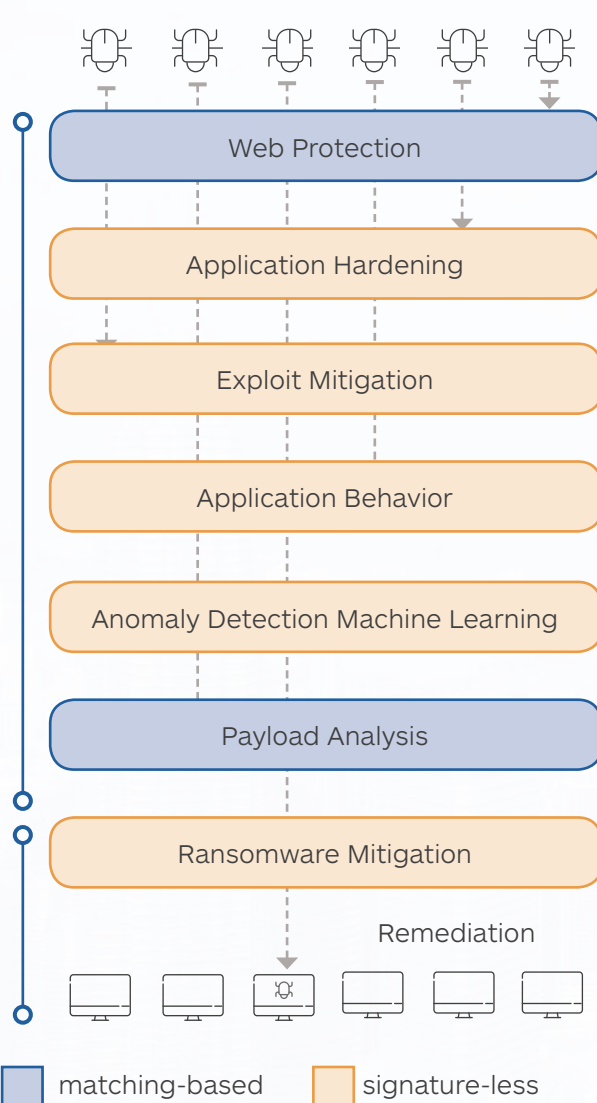 Web Protection
Application Hardening
Exploit Mitigation
Application Behavior
Anomaly Detection Machine Learning
Payload Analysis
Ransomware Mitigation
Remediation
matching-based
signature-less